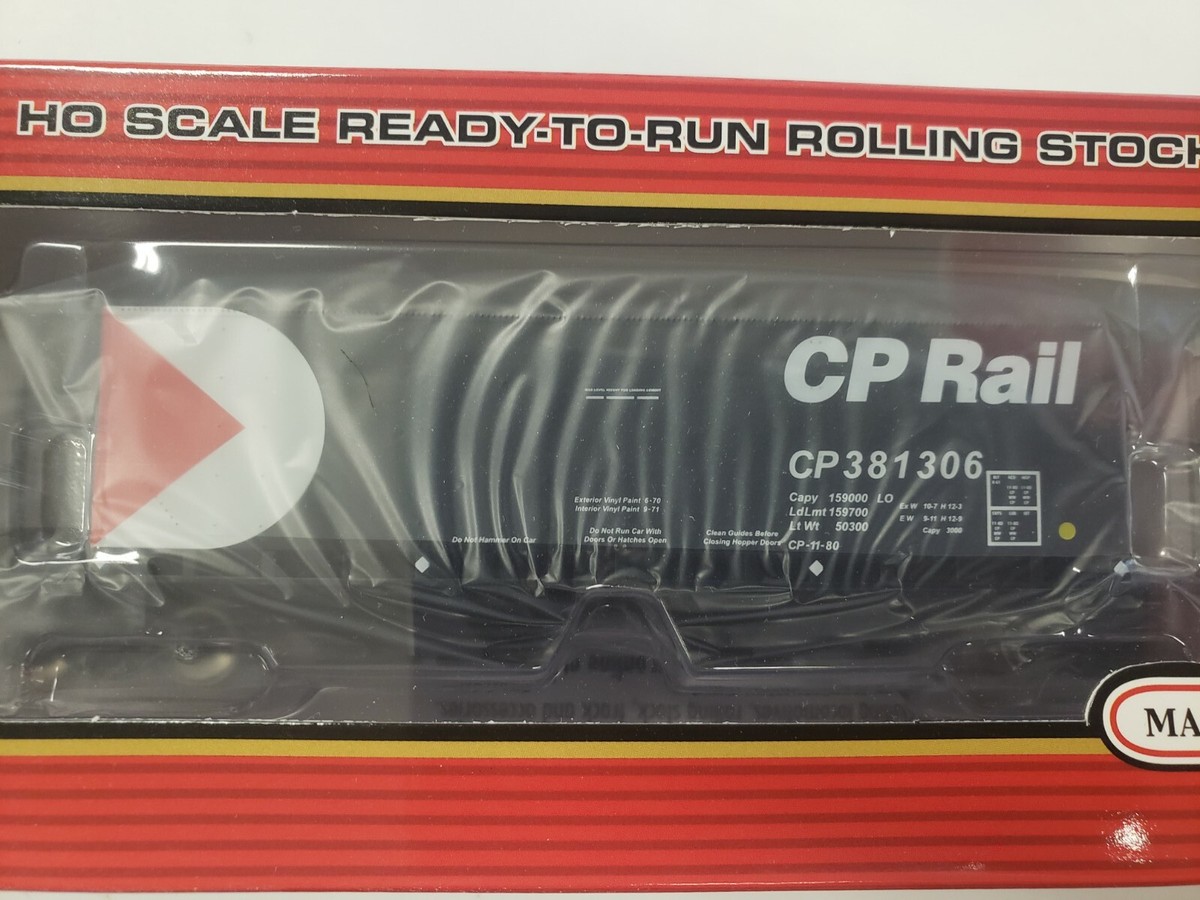 HO SCALE READY-TO-RUN ROLLING STOCK
CP Rail
CP 381306
Capy 159000 LO
LdLmt 159700
Lt Wt 50300
CP-11-80
Ex W 10-7 H 12-3
E W 9-11 H 12-9
Capy 3000
Exterior Vinyl Paint 6-70
Interior Vinyl Paint 9-71
Do Not Run Car With
Doors Or Hatches Open
Clean Guides Before
Closing Hopper Doors
Do Not Hammer On Car
MA